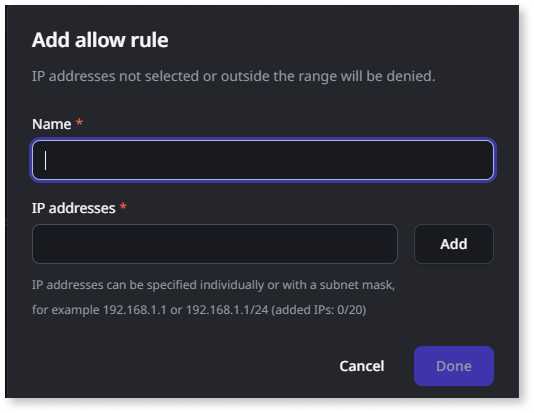 Add allow rule
IP addresses not selected or outside the range will be denied.
Name *
IP addresses *
Add
IP addresses can be specified individually or with a subnet mask,
for example 192.168.1.1 or 192.168.1.1/24 (added IPs: 0/20)
Cancel
Done